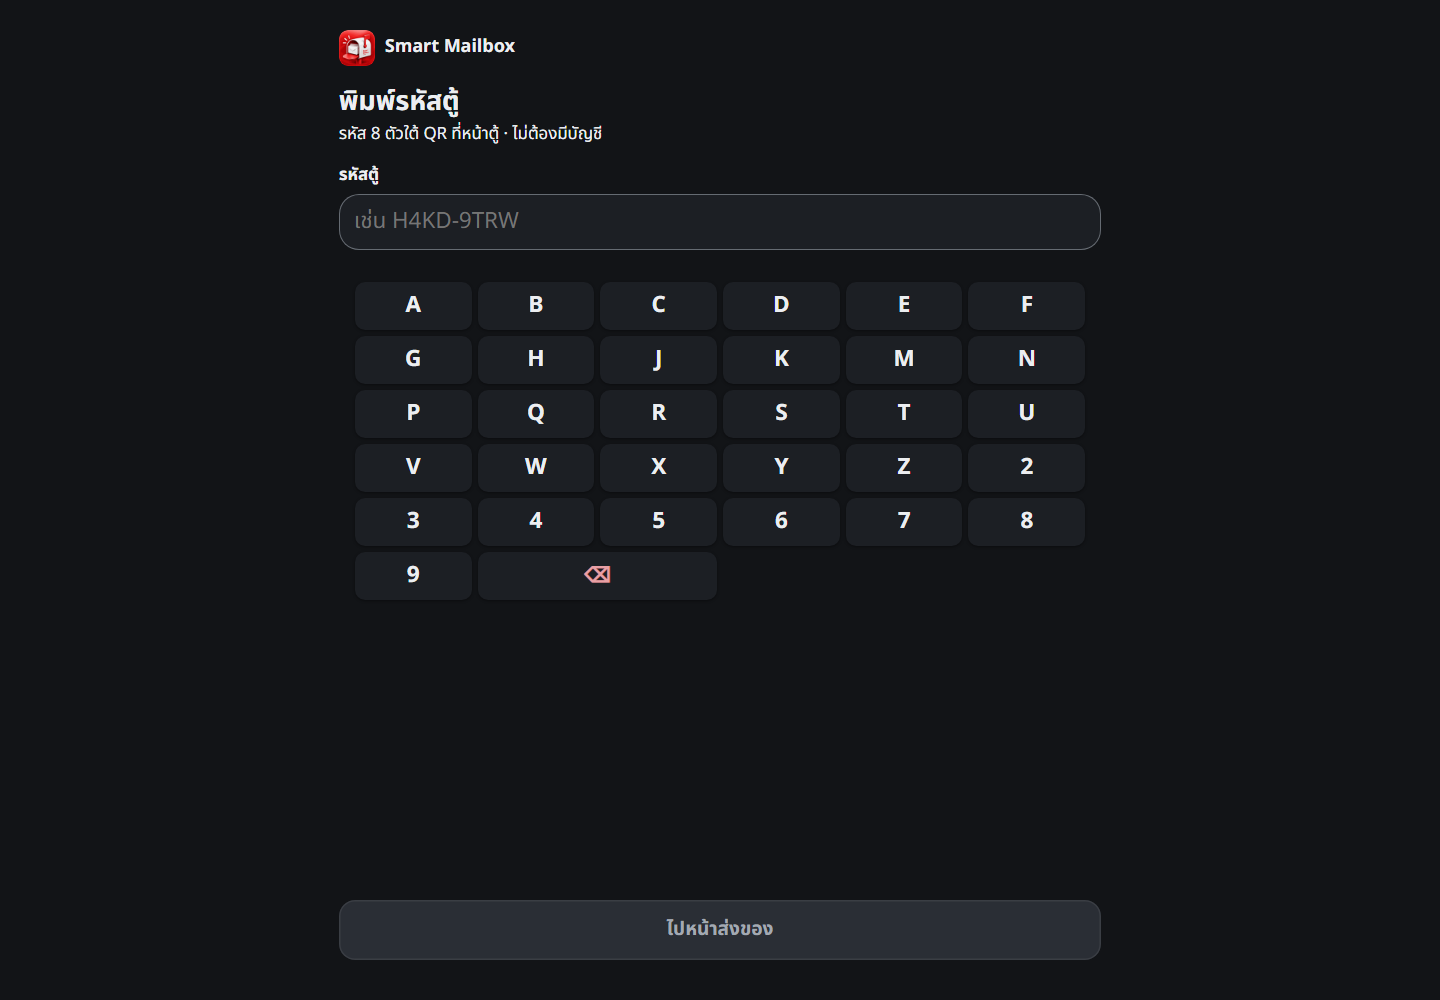 Smart Mailbox
พิมพ์รหัสตู้
รหัส 8 ตัวใต้ QR ที่หน้าตู้ · ไม่ต้องมีบัญชี
รหัสตู้
เช่น H4KD-9TRW
A B C D E F
G H J K M N
P Q R S T U
V W X Y Z 2
3 4 5 6 7 8
9 ⌫
ไปหน้าส่งของ